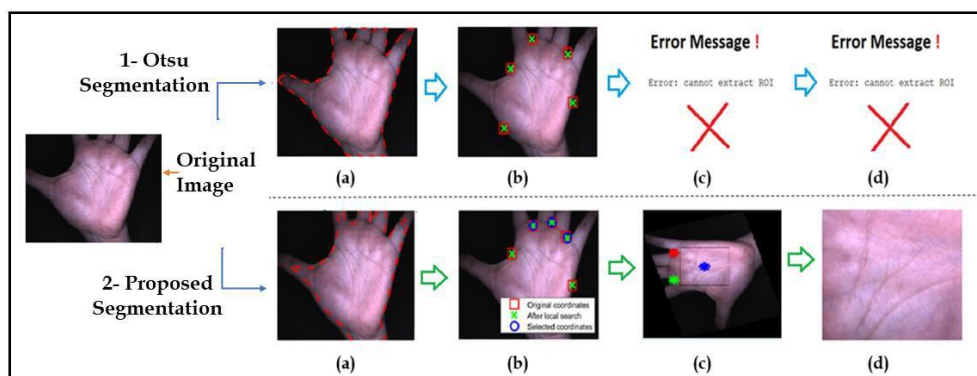 1- Otsu
Segmentation
Error Message !
Error: cannot extract ROI
Error Message !
Error: cannot extract ROI
(a)
(b)
(c)
(d)
Original
Image
2- Proposed
Segmentation
Original coordinates
After local search
Selected coordinates
(a)
(b)
(c)
(d)